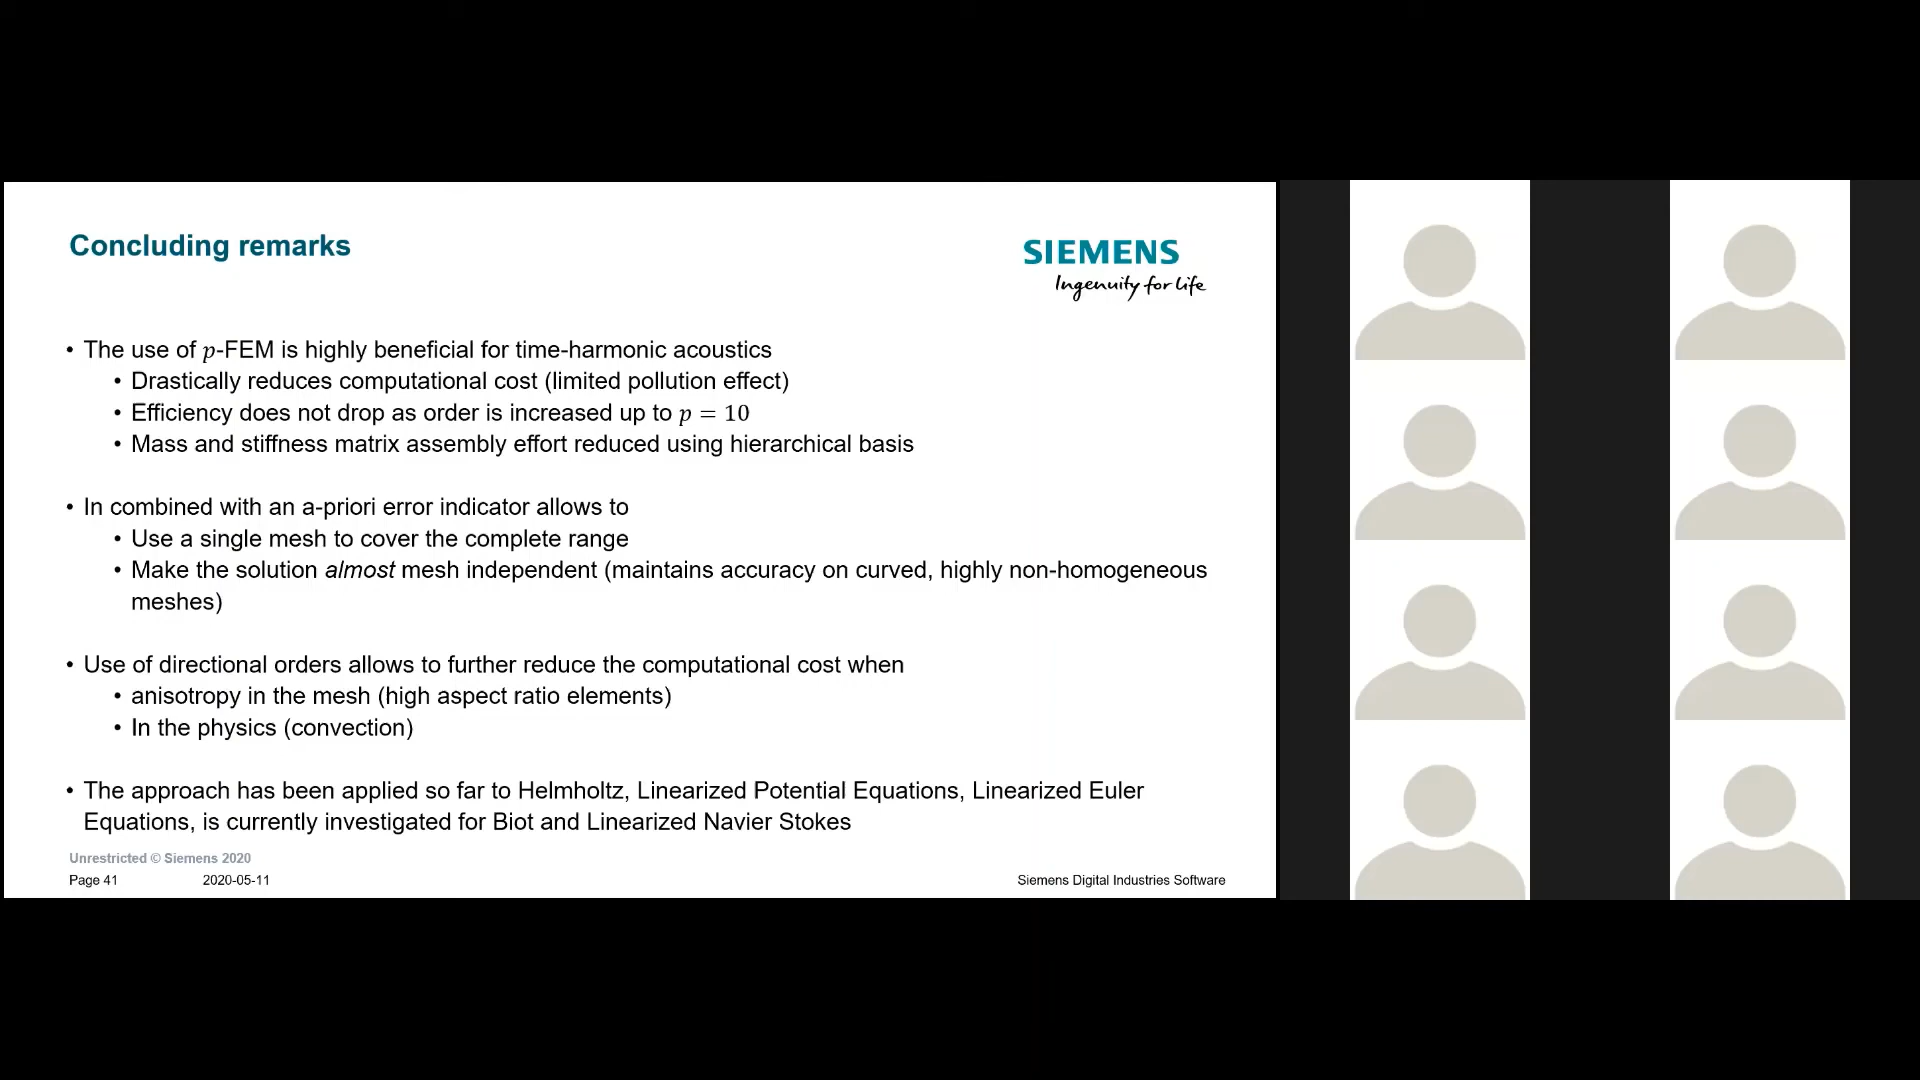 Concluding remarks
SIEMENS
Ingenuity for life
• The use of p-FEM is highly beneficial for time-harmonic acoustics
• Drastically reduces computational cost (limited pollution effect)
• Efficiency does not drop as order is increased up to p = 10
• Mass and stiffness matrix assembly effort reduced using hierarchical basis
• In combined with an a-priori error indicator allows to
• Use a single mesh to cover the complete range
• Make the solution almost mesh independent (maintains accuracy on curved, highly non-homogeneous
meshes)
• Use of directional orders allows to further reduce the computational cost when
• anisotropy in the mesh (high aspect ratio elements)
• In the physics (convection)
• The approach has been applied so far to Helmholtz, Linearized Potential Equations, Linearized Euler
Equations, is currently investigated for Biot and Linearized Navier Stokes
Unrestricted © Siemens 2020
Page 41 2020-05-11 Siemens Digital Industries Software